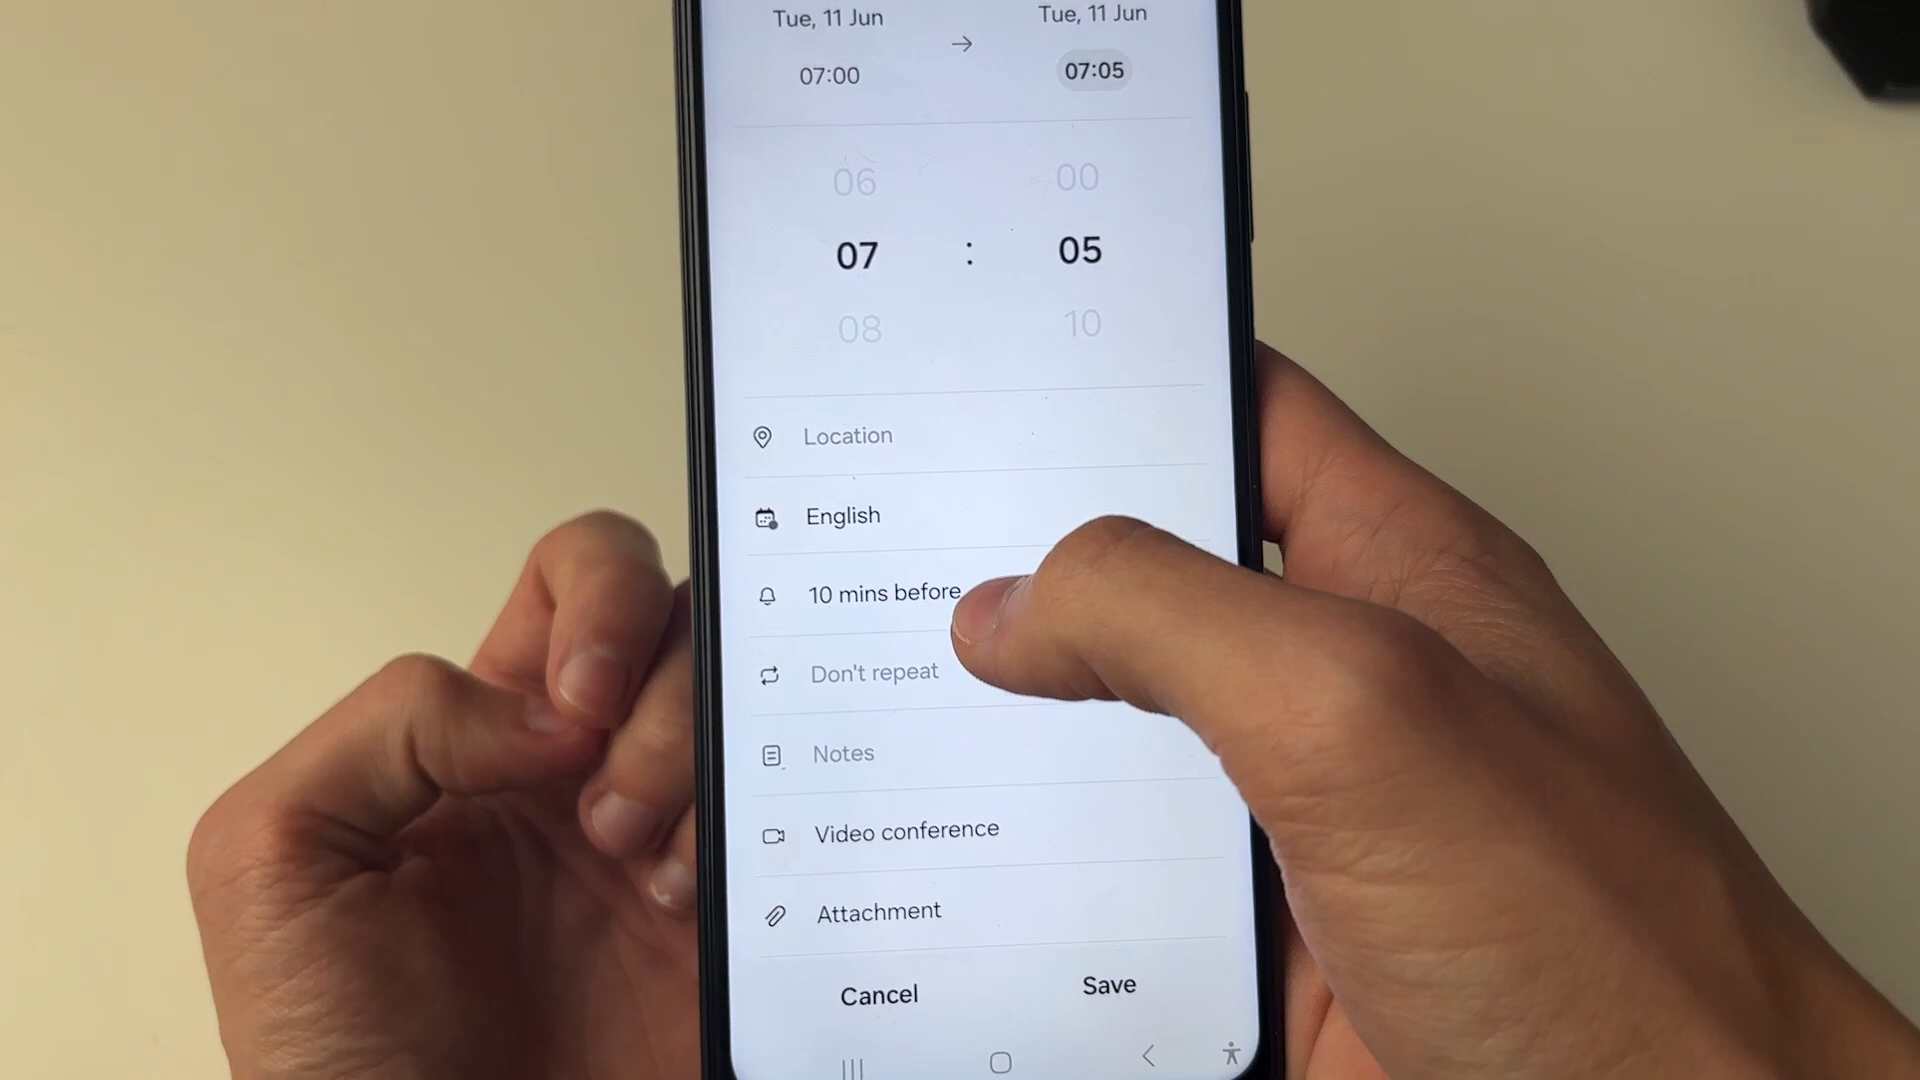 Tue, 11 Jun
Tue, 11 Jun
07:00
07:05
06
00
07 : 05
08
10
Location
English
10 mins before
Don't repeat
Notes
Video conference
Attachment
Cancel
Save